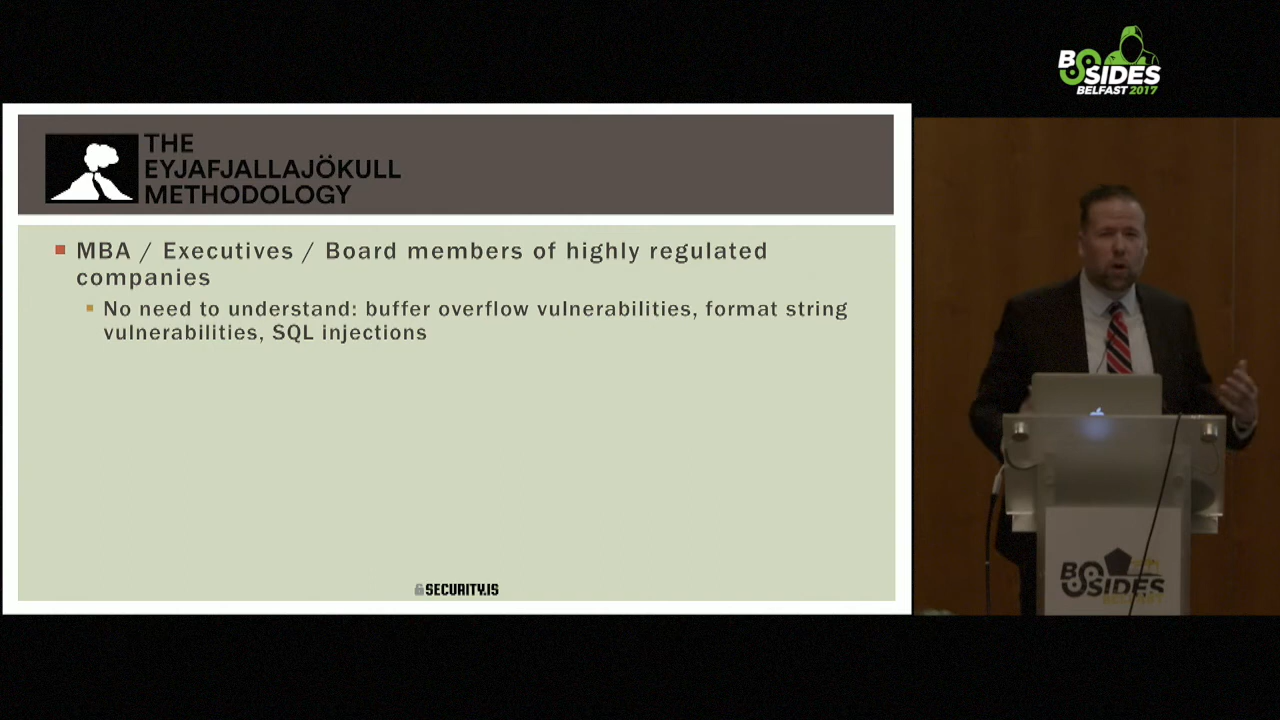 BSIDES
BELFAST 2017
THE
EYJAFJALLAJÖKULL
METHODOLOGY
MBA / Executives / Board members of highly regulated
companies
No need to understand: buffer overflow vulnerabilities, format string
vulnerabilities, SQL injections
SECURITY.IS
BSIDES
BELFAST